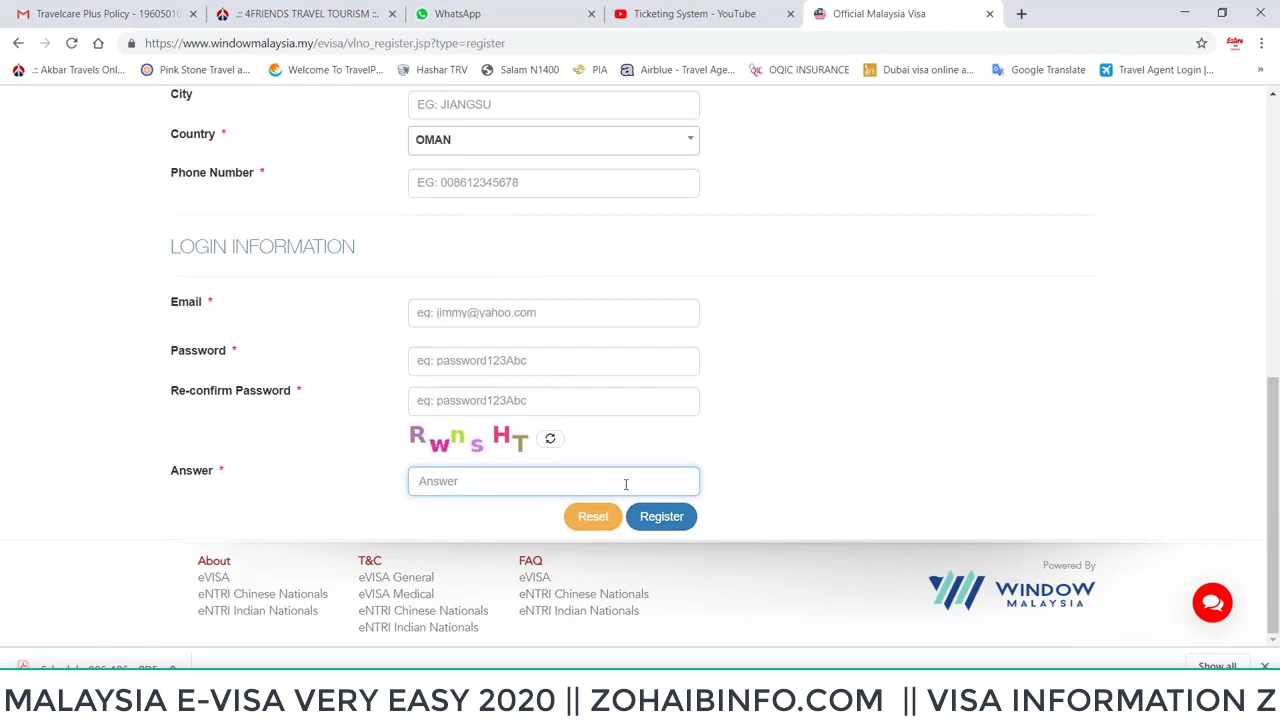 Travelcare Plus Policy - 1960501
.:: 4FRIENDS TRAVEL TOURISM ::.
WhatsApp
Ticketing System - YouTube
Official Malaysia Visa
https://www.windowmalaysia.my/evisa/vlno_register.jsp?type=register
.:: Akbar Travels Onl...
Pink Stone Travel a...
Welcome To TravelP...
Hashar TRV
Salam N1400
PIA
Airblue - Travel Age...
OQIC INSURANCE
Dubai visa online a...
Google Translate
Travel Agent Login |...
City
EG: JIANGSU
Country *
OMAN
Phone Number *
EG: 008612345678
LOGIN INFORMATION
Email *
eg: jimmy@yahoo.com
Password *
eg: password123Abc
Re-confirm Password *
eg: password123Abc
R w n s H T
Answer *
Answer
Reset
Register
About
eVISA
eNTRI Chinese Nationals
eNTRI Indian Nationals
T&C
eVISA General
eVISA Medical
eNTRI Chinese Nationals
eNTRI Indian Nationals
FAQ
eVISA
eNTRI Chinese Nationals
eNTRI Indian Nationals
Powered By
WINDOW
MALAYSIA
Show all
MALAYSIA E-VISA VERY EASY 2020 || ZOHAIBINFO.COM || VISA INFORMATION Z